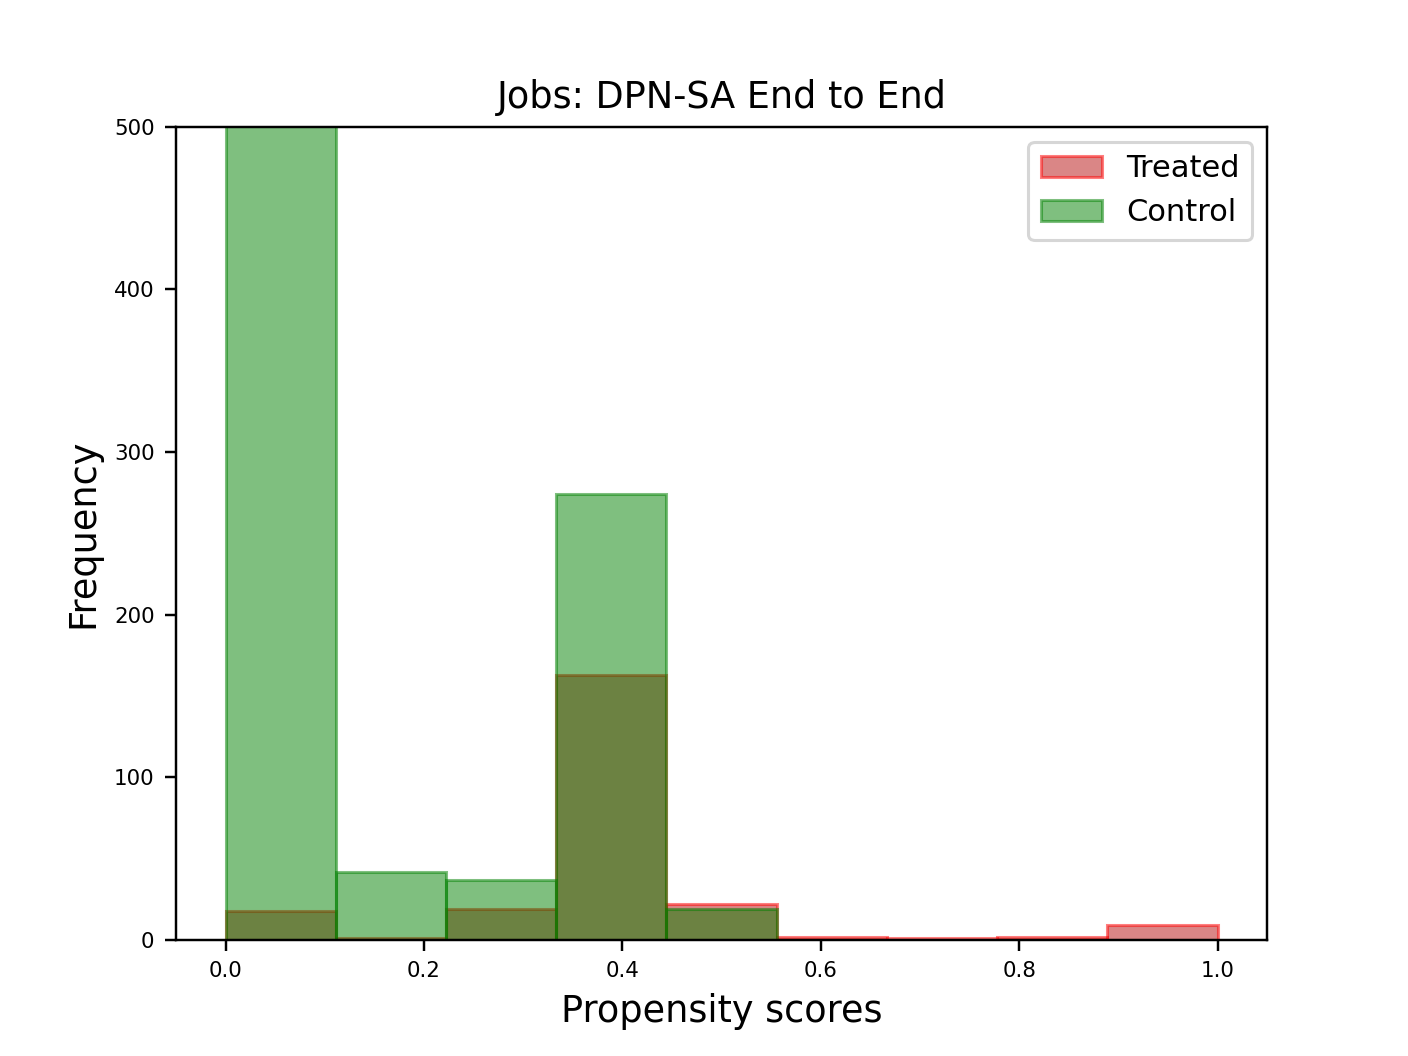 Jobs: DPN-SA End to End
Treated
Control
500
400
300
200
100
0
Frequency
0.0 0.2 0.4 0.6 0.8 1.0
Propensity scores